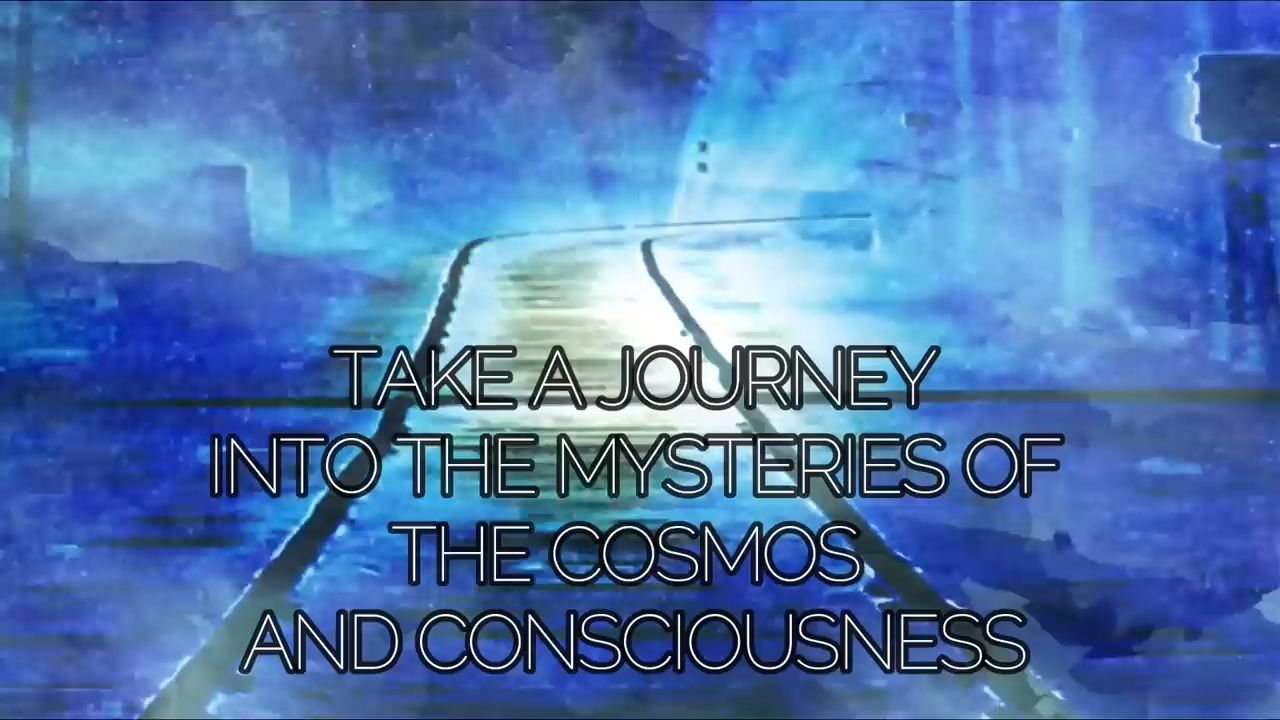 TAKE A JOURNEY
INTO THE MYSTERIES OF
THE COSMOS
AND CONSCIOUSNESS